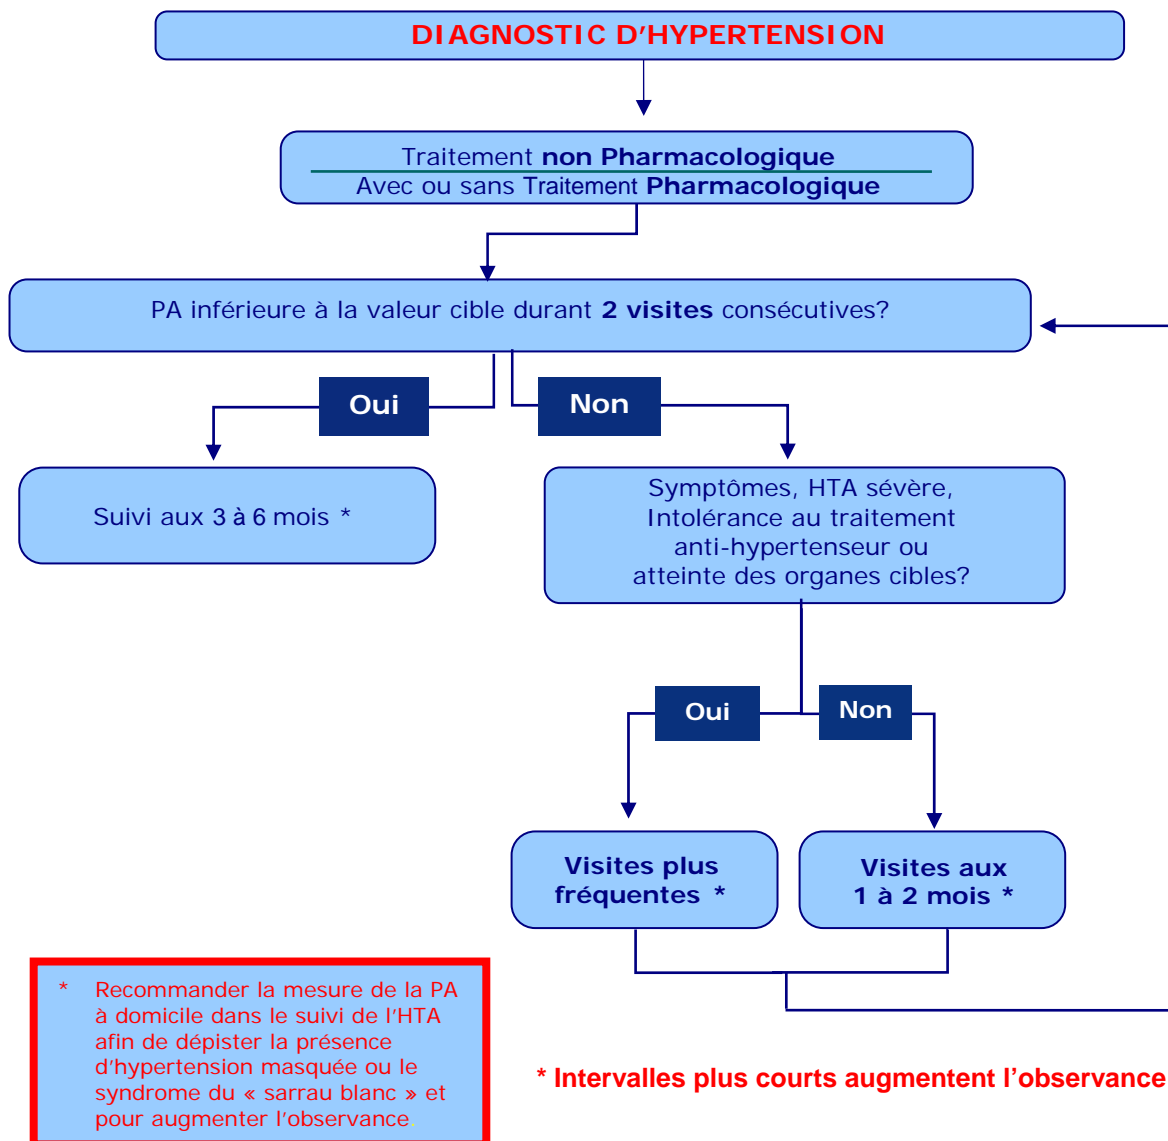 DIAGNOSTIC D'HYPERTENSION
Traitement non Pharmacologique
Avec ou sans Traitement Pharmacologique
PA inférieure à la valeur cible durant 2 visites consécutives?
Oui
Non
Suivi aux 3 à 6 mois *
Symptômes, HTA sévère,
Intolérance au traitement
anti-hypertenseur ou
atteinte des organes cibles?
Oui
Non
Visites plus
fréquentes *
Visites aux
1 à 2 mois *
* Recommander la mesure de la PA
à domicile dans le suivi de l'HTA
afin de dépister la présence
d'hypertension masquée ou le
syndrome du « sarrau blanc » et
pour augmenter l'observance.
* Intervalles plus courts augmentent l'observance